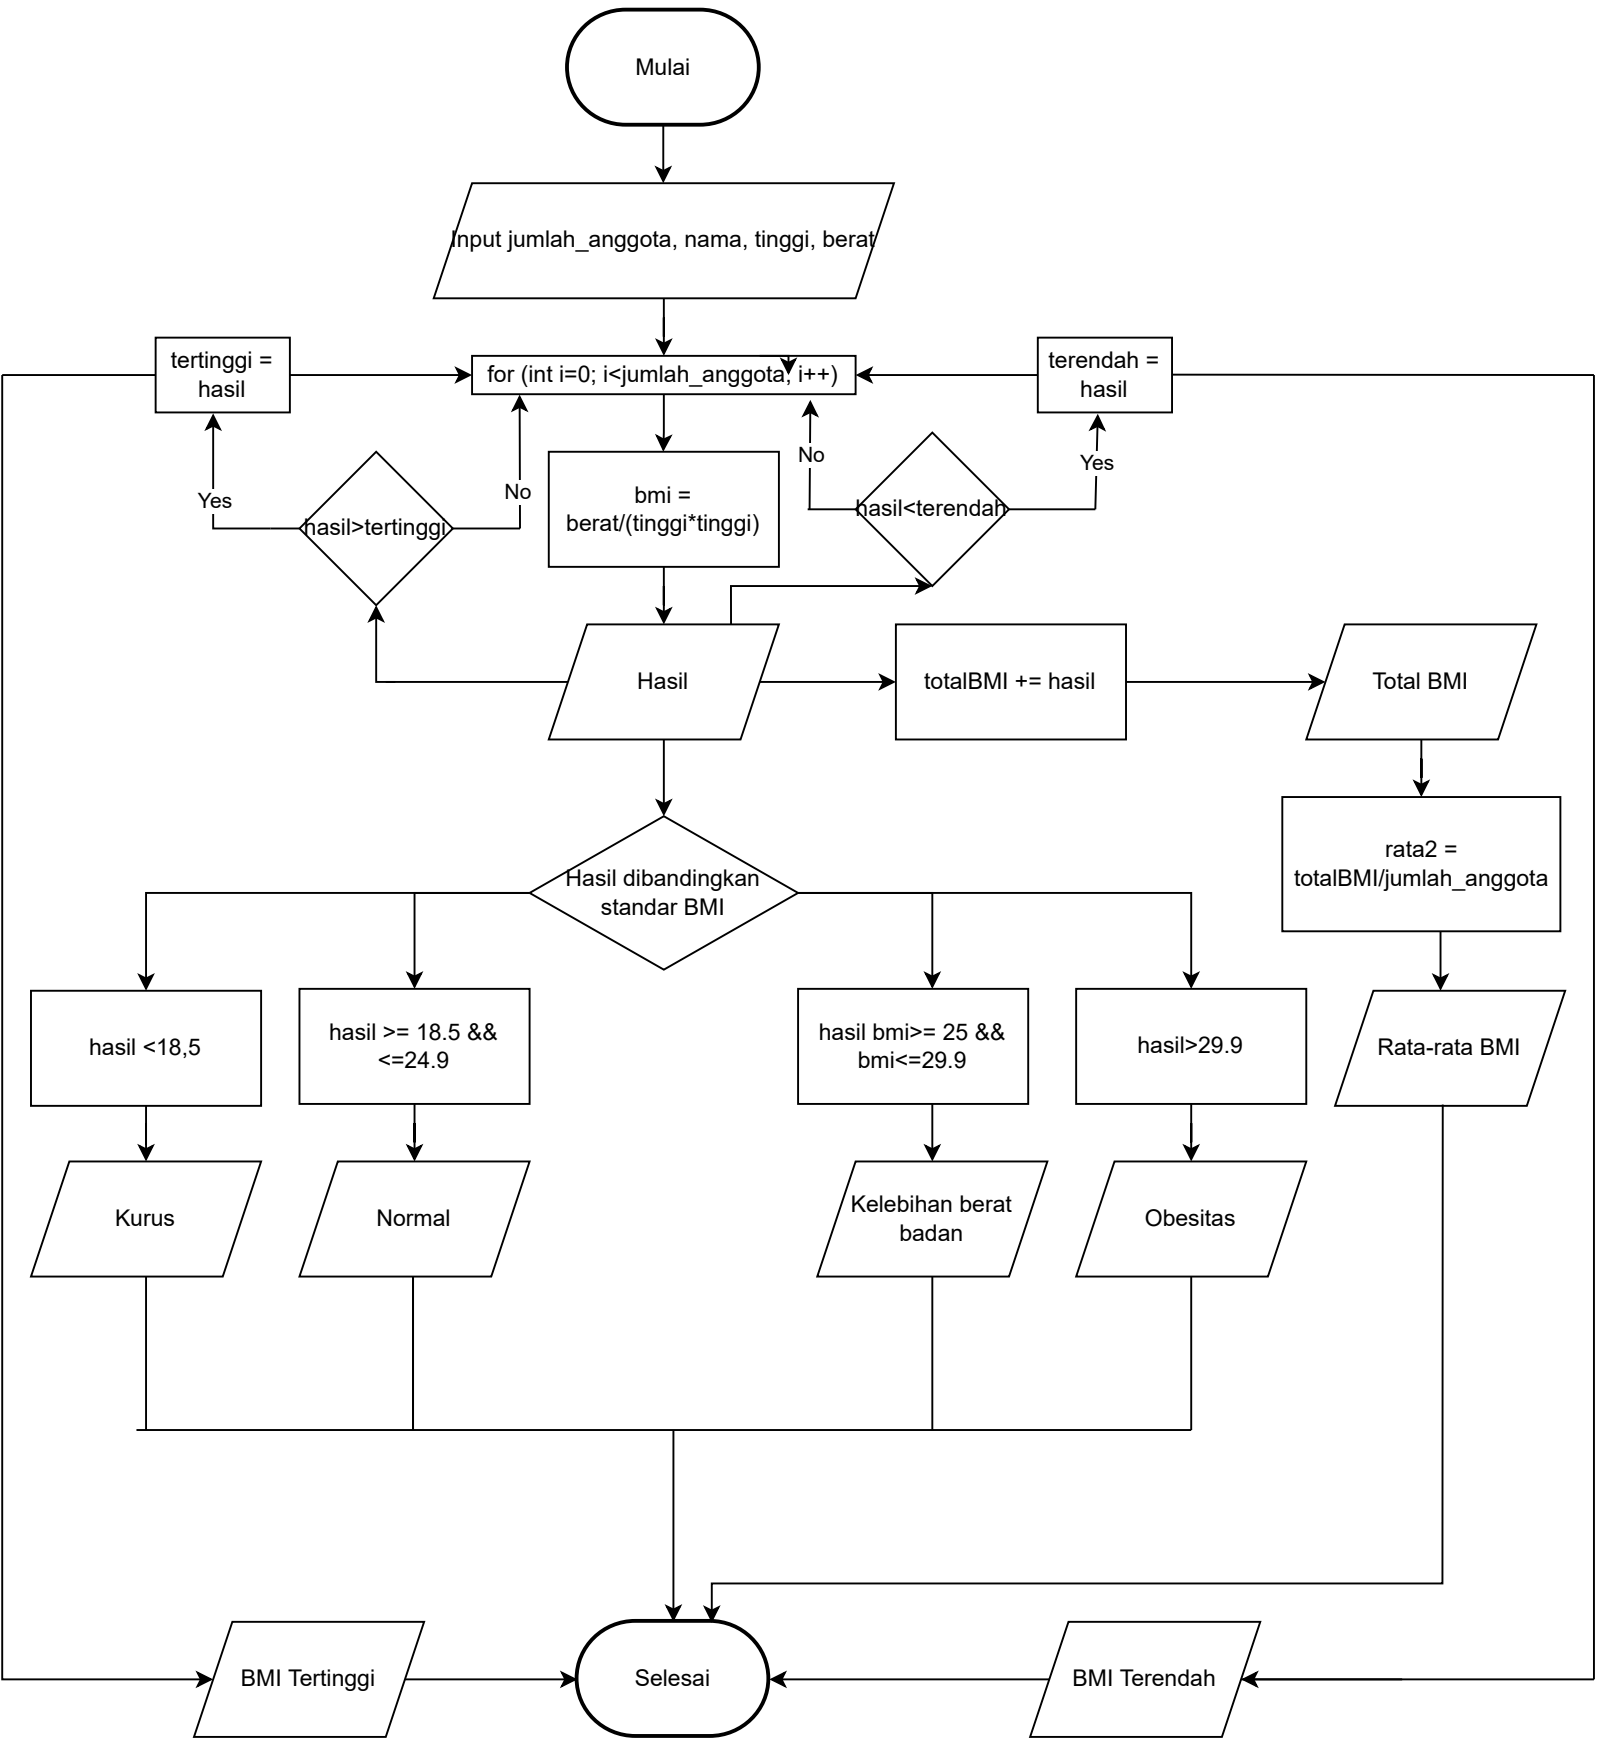 Mulai
Input jumlah_anggota, nama, tinggi, berat
tertinggi =
hasil
for (int i=0; i<jumlah_anggota; i++)
terendah =
hasil
Yes
No
hasil>tertinggi
bmi =
berat/(tinggi*tinggi)
No
hasil<terendah
Yes
Hasil
totalBMI += hasil
Total BMI
Hasil dibandingkan
standar BMI
rata2 =
totalBMI/jumlah_anggota
hasil <18,5
hasil >= 18.5 &&
<=24.9
hasil bmi>= 25 &&
bmi<=29.9
hasil>29.9
Rata-rata BMI
Kurus
Normal
Kelebihan berat
badan
Obesitas
BMI Tertinggi
Selesai
BMI Terendah